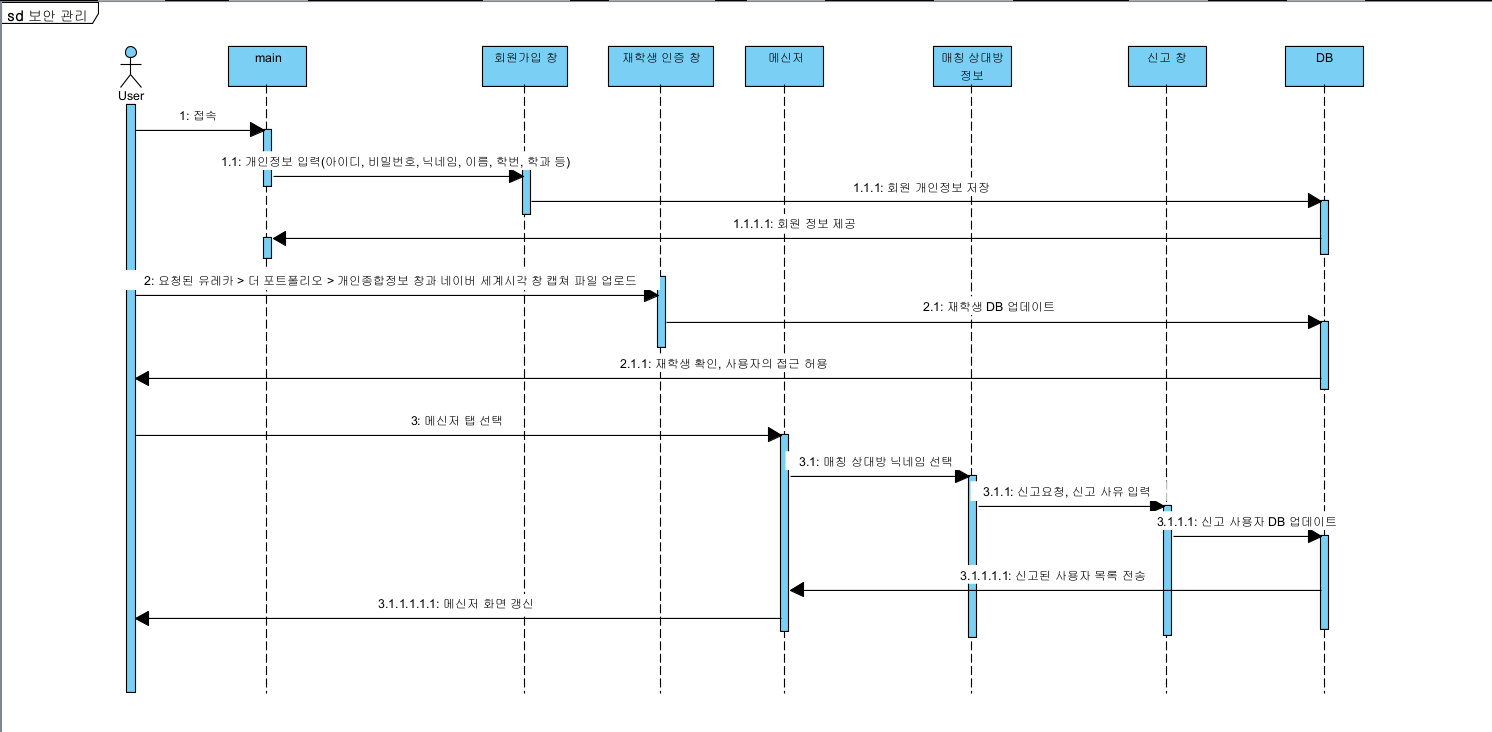 sd 보안 관리
User
main
회원가입 창
재학생 인증 창
메신저
매칭 상대방
정보
신고 창
DB
1: 접속
1.1: 개인정보 입력(아이디, 비밀번호, 닉네임, 이름, 학번, 학과 등)
1.1.1: 회원 개인정보 저장
1.1.1.1: 회원 정보 제공
2: 요청된 유레카 > 더 포트폴리오 > 개인종합정보 창과 네이버 세계시각 창 캡쳐 파일 업로드
2.1: 재학생 DB 업데이트
2.1.1: 재학생 확인, 사용자의 접근 허용
3: 메신저 탭 선택
3.1: 매칭 상대방 닉네임 선택
3.1.1: 신고요청, 신고 사유 입력
3.1.1.1: 신고 사용자 DB 업데이트
3.1.1.1.1: 신고된 사용자 목록 전송
3.1.1.1.1.1: 메신저 화면 갱신